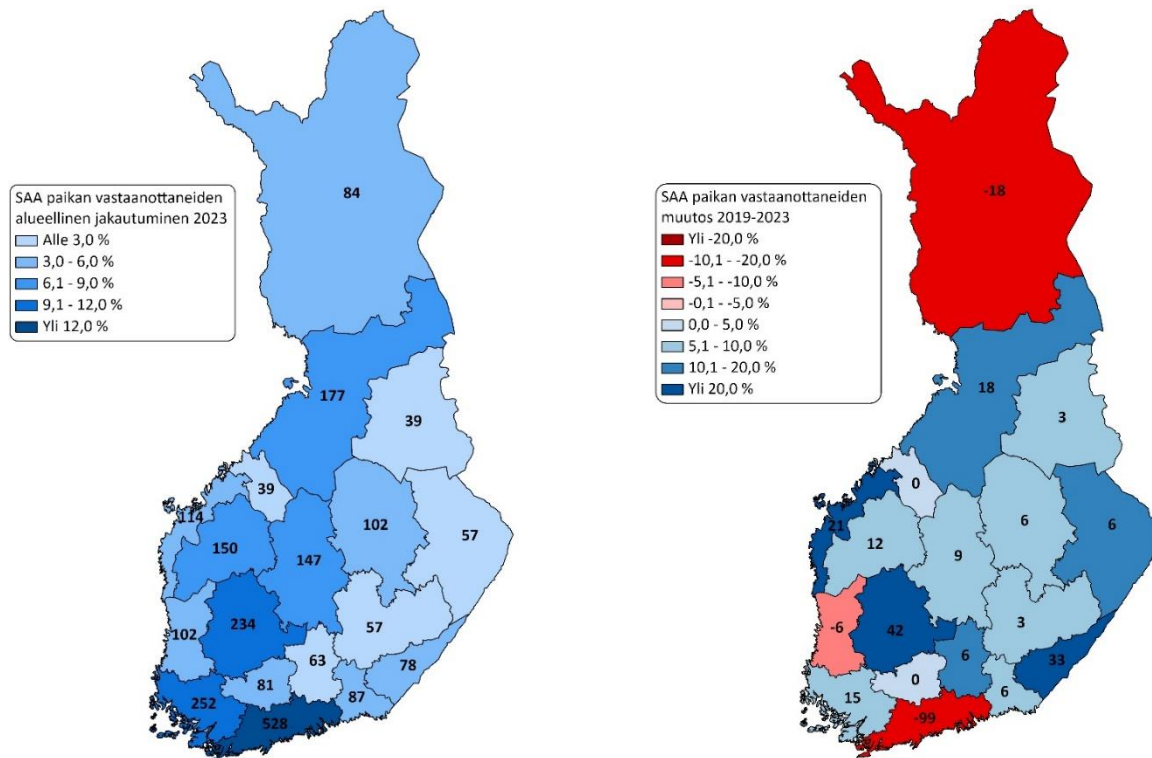 SAA paikan vastaanottaneiden
alueellinen jakautuminen 2023
Alle 3,0 %
3,0 - 6,0 %
6,1 - 9,0 %
9,1 - 12,0 %
Yli 12,0 %
84
177
39
39
114
150
147
102
57
102
234
57
63
78
81
87
252
528
SAA paikan vastaanottaneiden
muutos 2019-2023
Yli -20,0 %
-10,1 - -20,0 %
-5,1 - -10,0 %
-0,1 - -5,0 %
0,0 - 5,0 %
5,1 - 10,0 %
10,1 - 20,0 %
Yli 20,0 %
-18
18
3
0
21
12
9
6
6
-6
42
3
6
33
0
6
15
-99